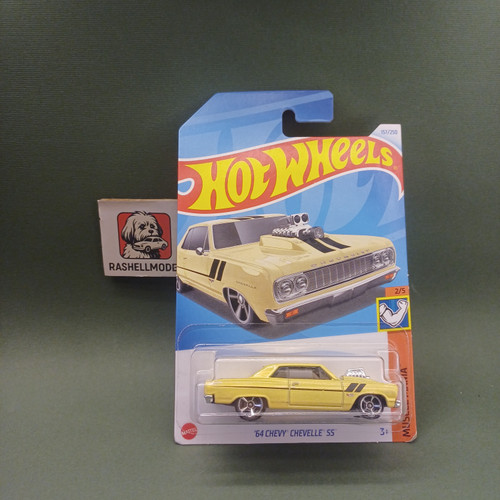 Hot Wheels
2/5
RASHELLMODE
'64 CHEVY CHEVELLE SS
3+